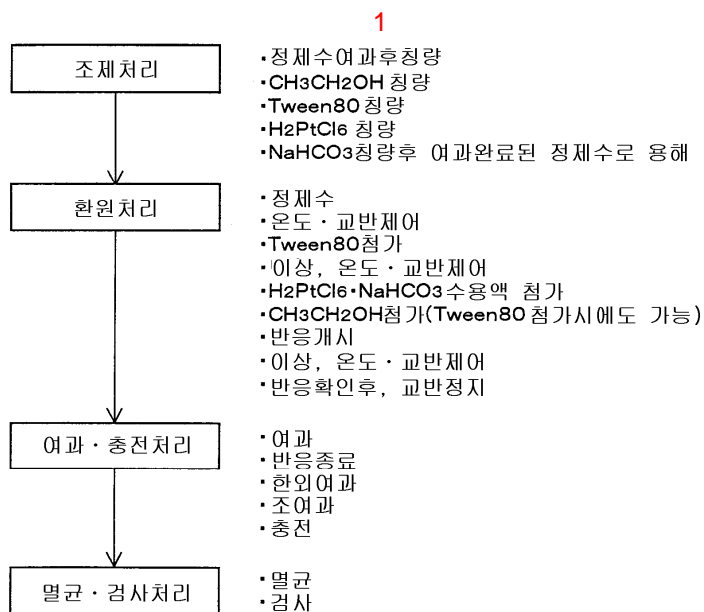 1
조제처리
·정제수여과후칭량
·CH3CH2OH 칭량
·Tween80 칭량
·H2PtCl6 칭량
·NaHCO3칭량후 여과완료된 정제수로 용해
환원처리
·정제수
·온도·교반제어
·Tween80첨가
·이상, 온도·교반제어
·H2PtCl6·NaHCO3수용액 첨가
·CH3CH2OH첨가(Tween80 첨가시에도 가능)
·반응개시
·이상, 온도·교반제어
·반응확인후, 교반정지
여과·충전처리
·여과
·반응종료
·한외여과
·조여과
·충전
멸균·검사처리
·멸균
·검사